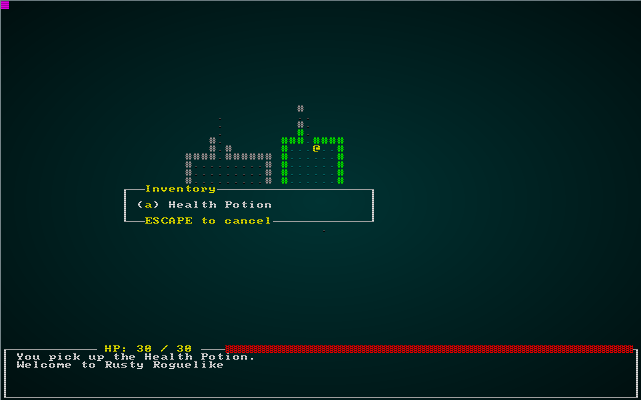 @
Inventory
(a) Health Potion
ESCAPE to cancel
HP: 30 / 30
You pick up the Health Potion.
Welcome to Rusty Roguelike